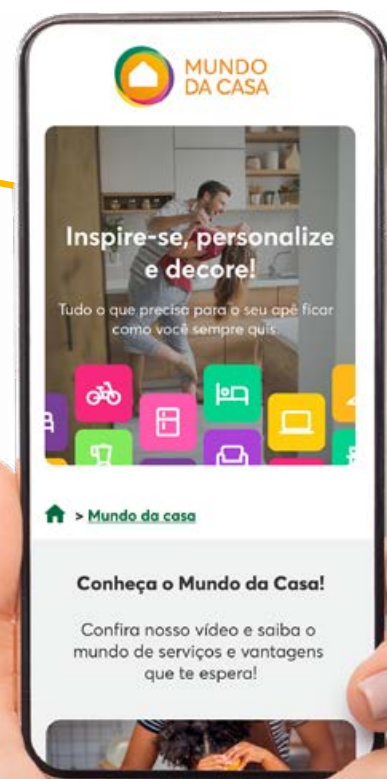 MUNDO
DA CASA
Inspire-se, personalize
e decore!
Tudo o que precisa para o seu apê ficar
como você sempre quis
> Mundo da casa
Conheça o Mundo da Casa!
Confira nosso vídeo e saiba o
mundo de serviços e vantagens
que te espera!